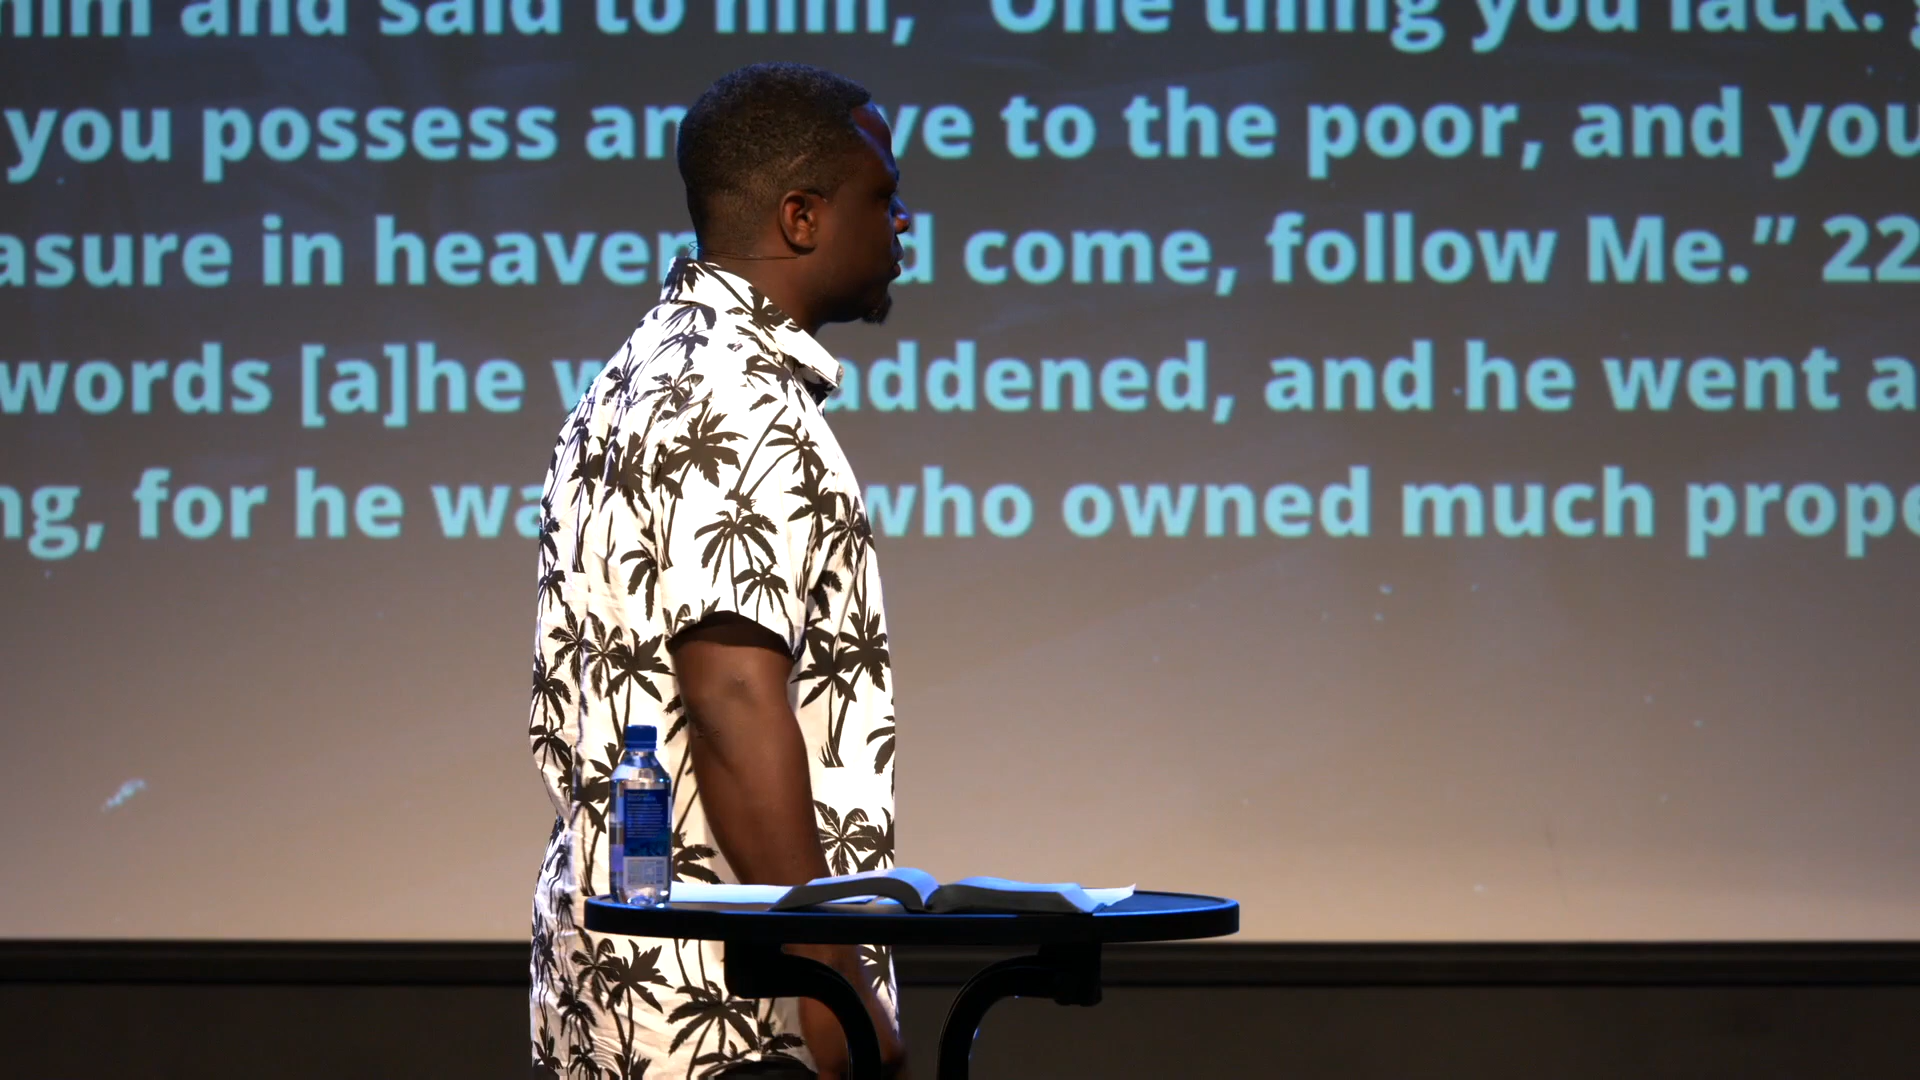 him and said to him, “One thing you lack:
you possess an ve to the poor, and you
asure in heaven d come, follow Me.” 22
words [a]he w addened, and he went a
ng, for he wa who owned much prope